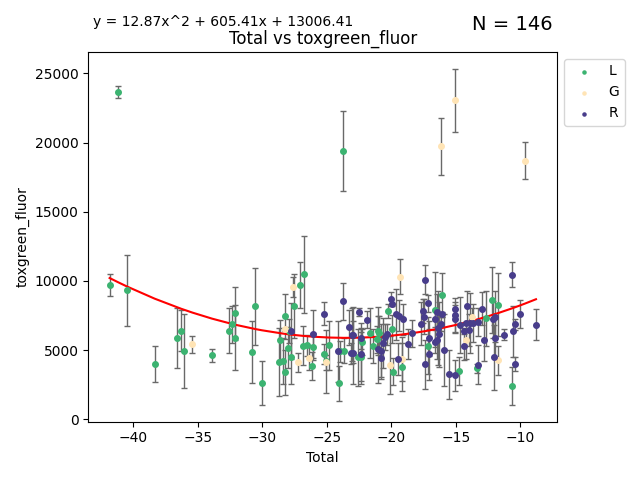 y = 12.87x^2 + 605.41x + 13006.41
N = 146
Total vs toxgreen_fluor
25000
20000
15000
10000
5000
0
toxgreen_fluor
−40 −35 −30 −25 −20 −15 −10
Total
L
G
R